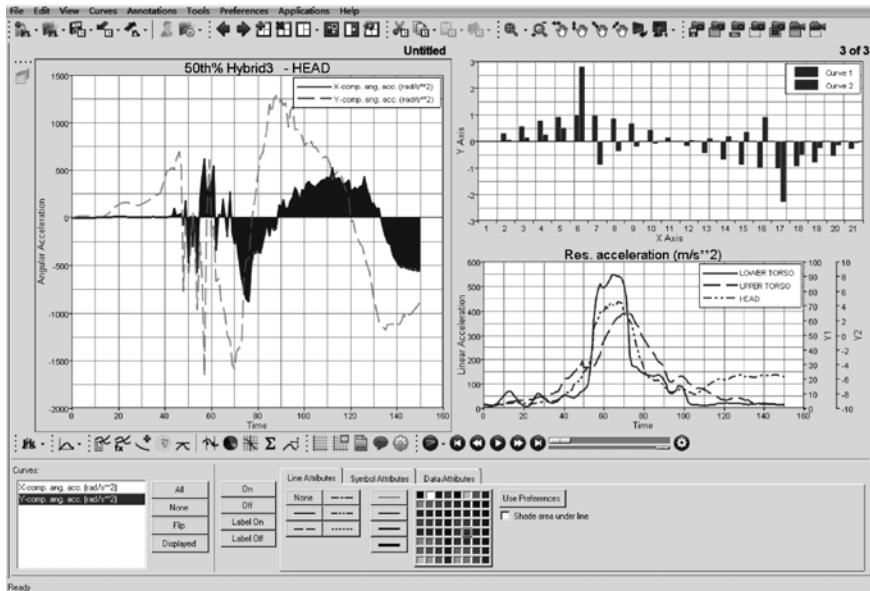 File Edit View Curves Annotations Tools Preferences Applications Help
Untitled
3 of 3
50th% Hybrid3 - HEAD
X-comp. ang. acc. (rad/s**2)
Y-comp. ang. acc. (rad/s**2)
Angular Acceleration
1500
1000
500
0
-500
-1000
-1500
-2000
0 20 40 60 80 100 120 140 160
Time
Curve 1
Curve 2
Y Axis
3
2
1
0
-1
-2
-3
1 2 3 4 5 6 7 8 9 10 11 12 13 14 15 16 17 18 19 20 21
X Axis
Res. acceleration (m/s**2)
LOWER TORSO
UPPER TORSO
HEAD
Linear Acceleration
600
500
400
300
200
100
0
0 20 40 60 80 100 120 140 160
Time
100
90
80
70
60
50
40
30
20
10
0
Y1
10
8
6
4
2
0
-2
-4
-6
-8
-10
Y2
Σ
Curves:
X-comp. ang. acc. (rad/s**2)
Y-comp. ang. acc. (rad/s**2)
All
None
Flip
Displayed
On
Off
Label On
Label Off
Line Attributes Symbol Attributes Data Attributes
None
Use Preferences
Shade area under line
Ready